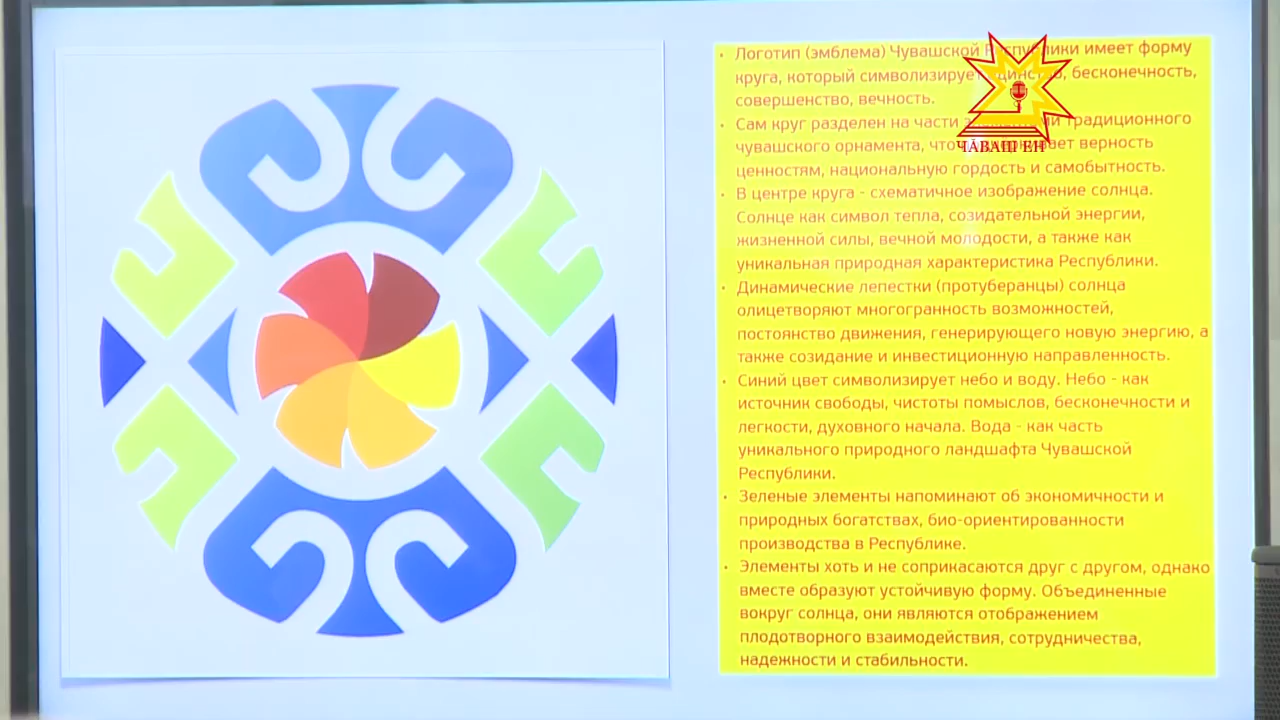 • Логотип (эмблема) Чувашской Республики имеет форму
круга, который символизирует единство, бесконечность,
совершенство, вечность.
• Сам круг разделен на части элементами традиционного
чувашского орнамента, что подчеркивает верность
ценностям, национальную гордость и самобытность.
• В центре круга - схематичное изображение солнца.
Солнце как символ тепла, созидательной энергии,
жизненной силы, вечной молодости, а также как
уникальная природная характеристика Республики.
• Динамические лепестки (протуберанцы) солнца
олицетворяют многогранность возможностей,
постоянство движения, генерирующего новую энергию, а
также созидание и инвестиционную направленность.
• Синий цвет символизирует небо и воду. Небо - как
источник свободы, чистоты помыслов, бесконечности и
легкости, духовного начала. Вода - как часть
уникального природного ландшафта Чувашской
Республики.
• Зеленые элементы напоминают об экономичности и
природных богатствах, био-ориентированности
производства в Республике.
• Элементы хоть и не соприкасаются друг с другом, однако
вместе образуют устойчивую форму. Объединенные
вокруг солнца, они являются отображением
плодотворного взаимодействия, сотрудничества,
надежности и стабильности.
ЧӐВАШ ЕН